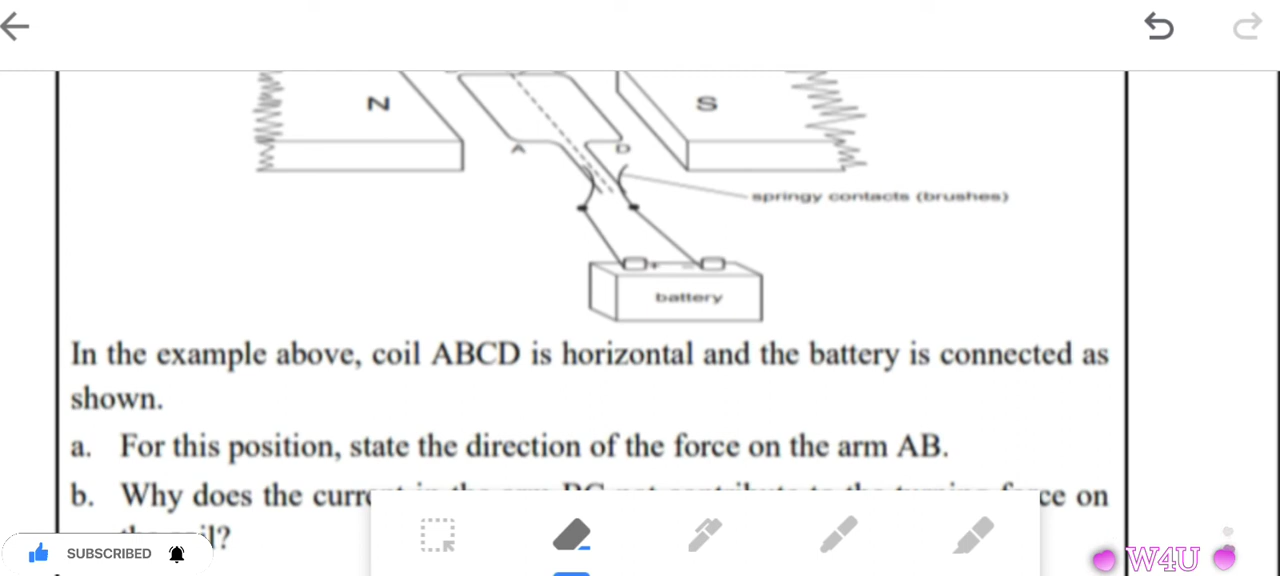 N
S
A
D
springy contacts (brushes)
+ −
battery
In the example above, coil ABCD is horizontal and the battery is connected as
shown.
a. For this position, state the direction of the force on the arm AB.
b. Why does the ce on
SUBSCRIBED
W4U